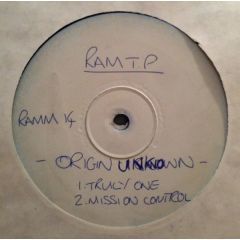 RAM T.P
RAMM 14
- ORIGIN UNKNOWN -
1. TRULY ONE
2. MISSION CONTROL